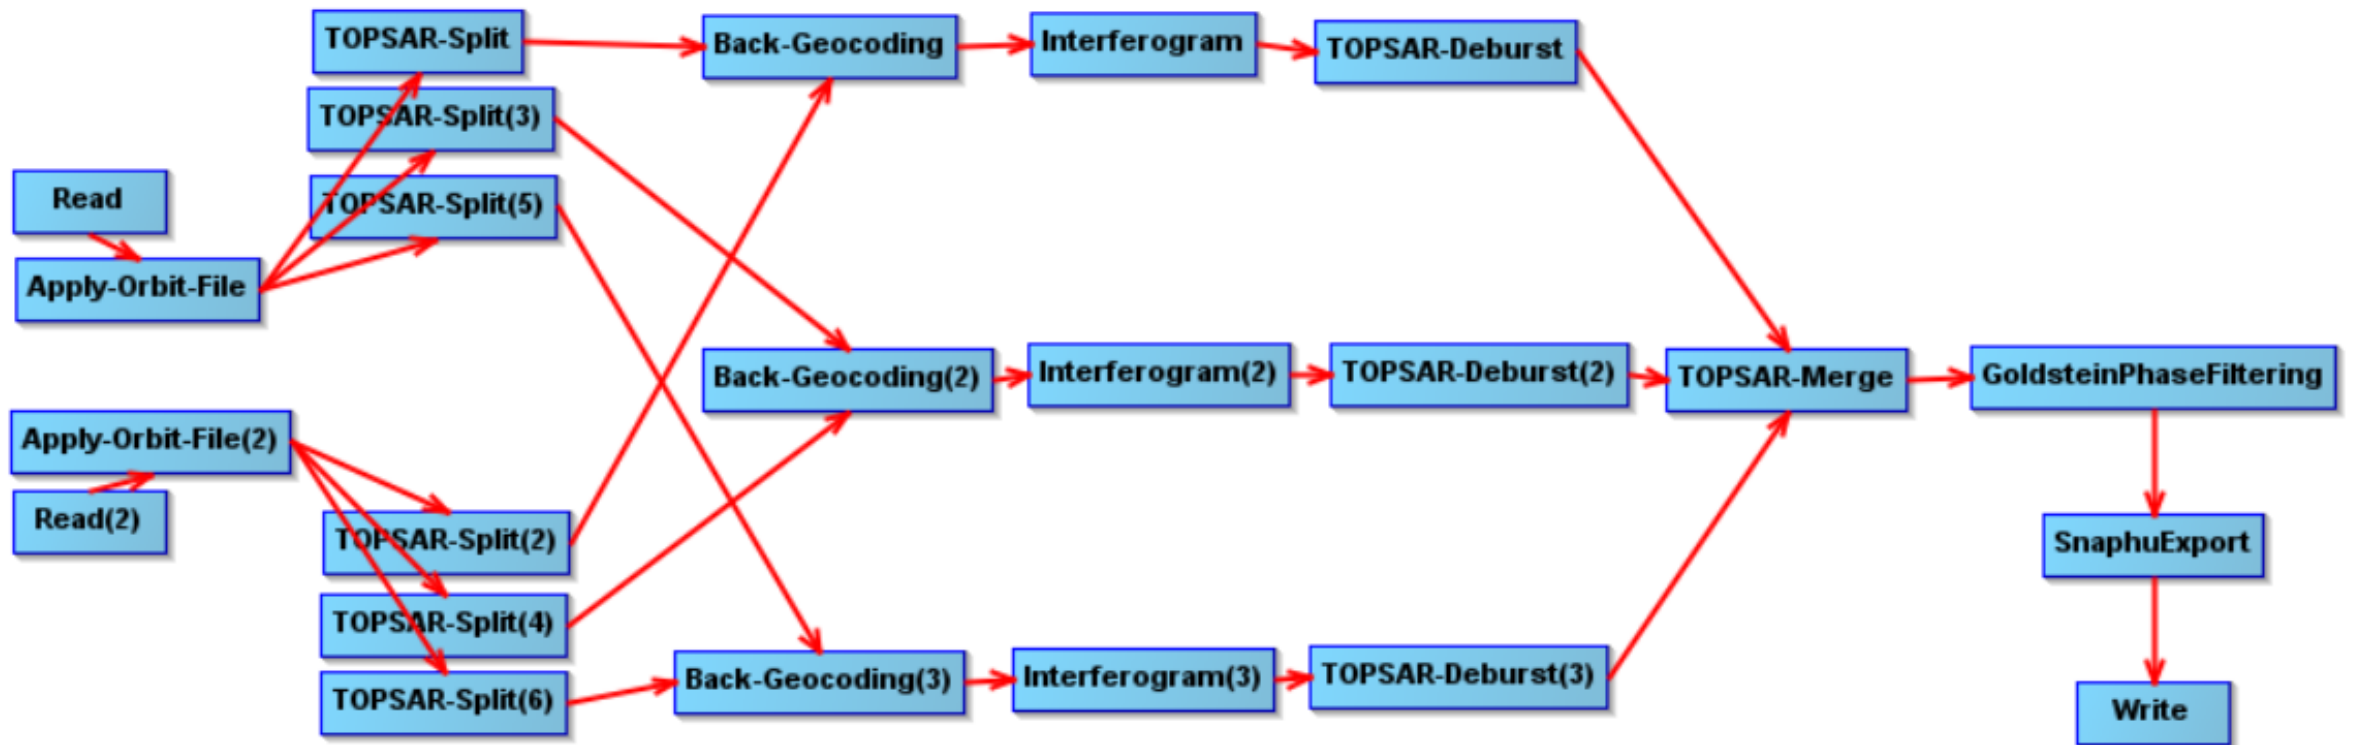 TOPSAR-Split
Back-Geocoding
Interferogram
TOPSAR-Deburst
TOPSAR-Split(3)
Read
TOPSAR-Split(5)
Apply-Orbit-File
Back-Geocoding(2)
Interferogram(2)
TOPSAR-Deburst(2)
TOPSAR-Merge
GoldsteinPhaseFiltering
Apply-Orbit-File(2)
Read(2)
TOPSAR-Split(2)
SnaphuExport
TOPSAR-Split(4)
TOPSAR-Split(6)
Back-Geocoding(3)
Interferogram(3)
TOPSAR-Deburst(3)
Write